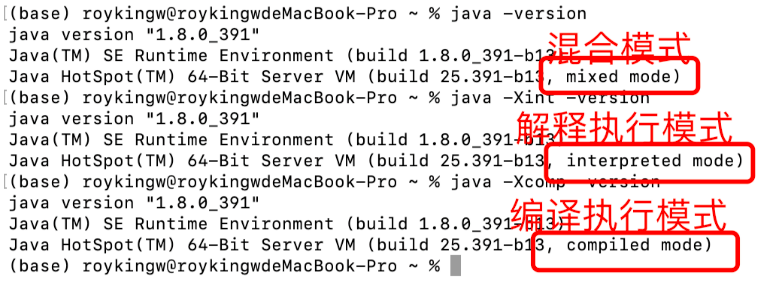 (base) roykingw@roykingwdeMacBook-Pro ~ % java -version
java version "1.8.0_391"
Java(TM) SE Runtime Environment (build 1.8.0_391-b13)
混合模式
Java HotSpot(TM) 64-Bit Server VM (build 25.391-b13, mixed mode)
(base) roykingw@roykingwdeMacBook-Pro ~ % java -Xint -version
java version "1.8.0_391"
解释执行模式
Java(TM) SE Runtime Environment (build 1.8.0_391-b13)
Java HotSpot(TM) 64-Bit Server VM (build 25.391-b13, interpreted mode)
(base) roykingw@roykingwdeMacBook-Pro ~ % java -Xcomp -version
java version "1.8.0_391"
编译执行模式
Java(TM) SE Runtime Environment (build 1.8.0_391-b13)
Java HotSpot(TM) 64-Bit Server VM (build 25.391-b13, compiled mode)
(base) roykingw@roykingwdeMacBook-Pro ~ %